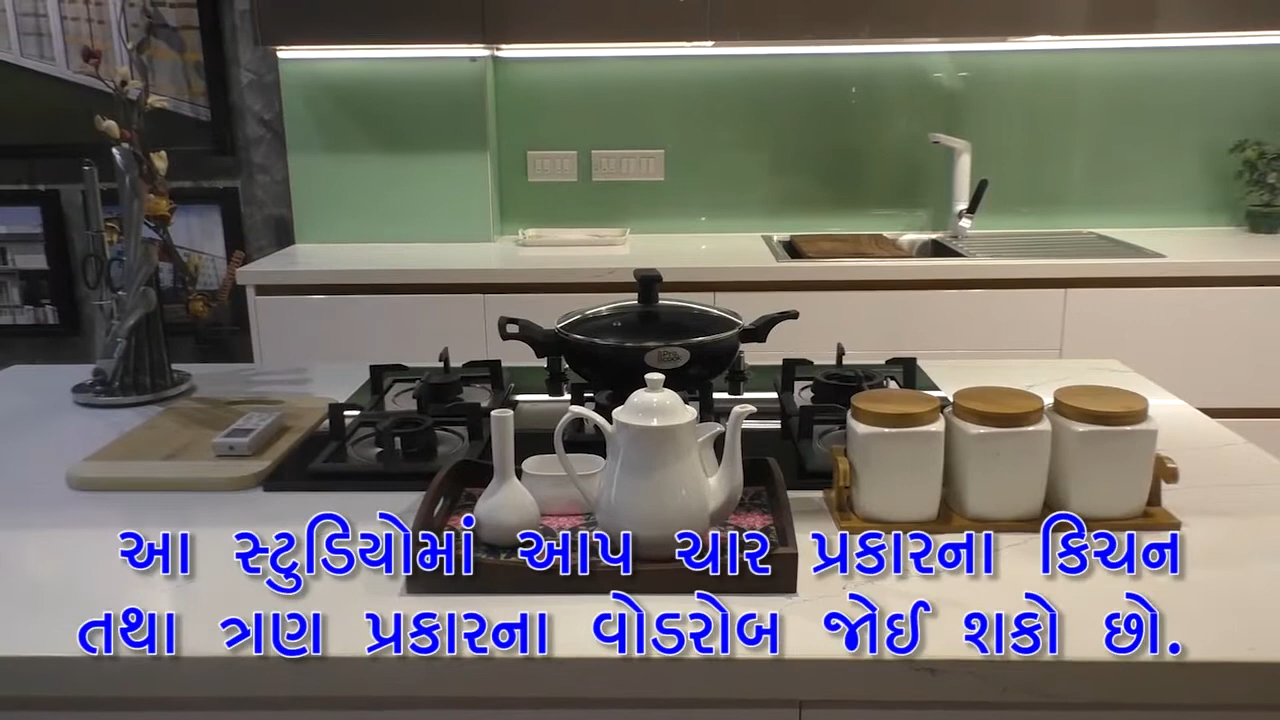 આ સ્ટુડિયોમાં આપ ચાર પ્રકારના કિચન
તથા ત્રણ પ્રકારના વોડરોબ જોઈ શકો છો.